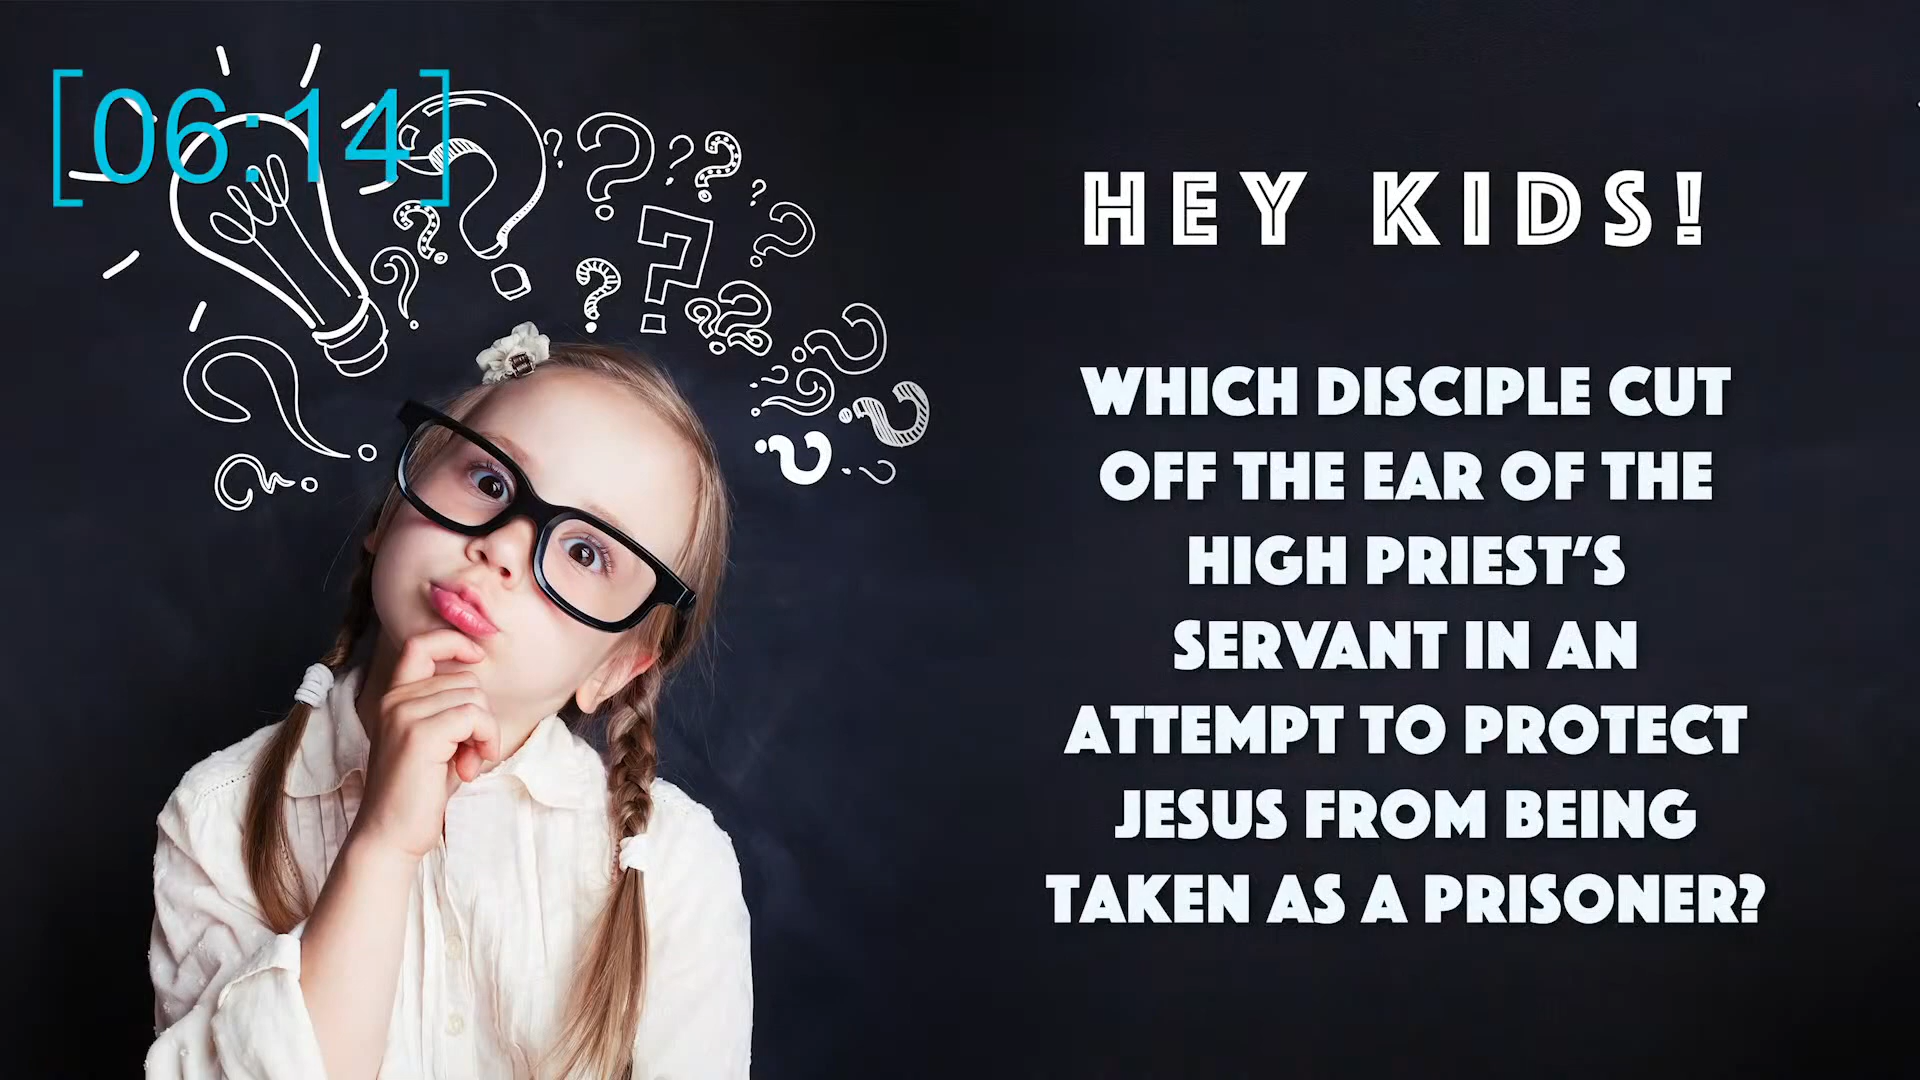 [06:14]
HEY KIDS!
WHICH DISCIPLE CUT
OFF THE EAR OF THE
HIGH PRIEST'S
SERVANT IN AN
ATTEMPT TO PROTECT
JESUS FROM BEING
TAKEN AS A PRISONER?